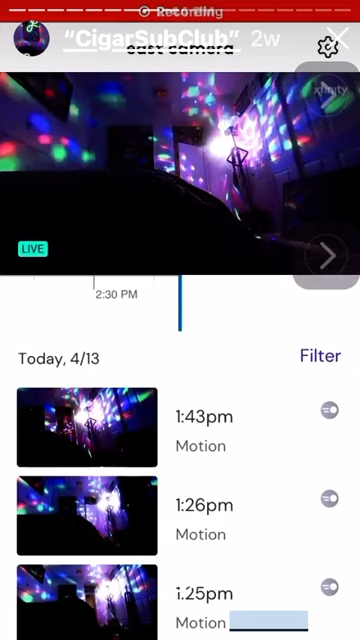 Recording
"CigarSubClub" 2w
east camera
xfinity
LIVE
2:30 PM
Today, 4/13
Filter
1:43pm
Motion
1:26pm
Motion
1:25pm
Motion